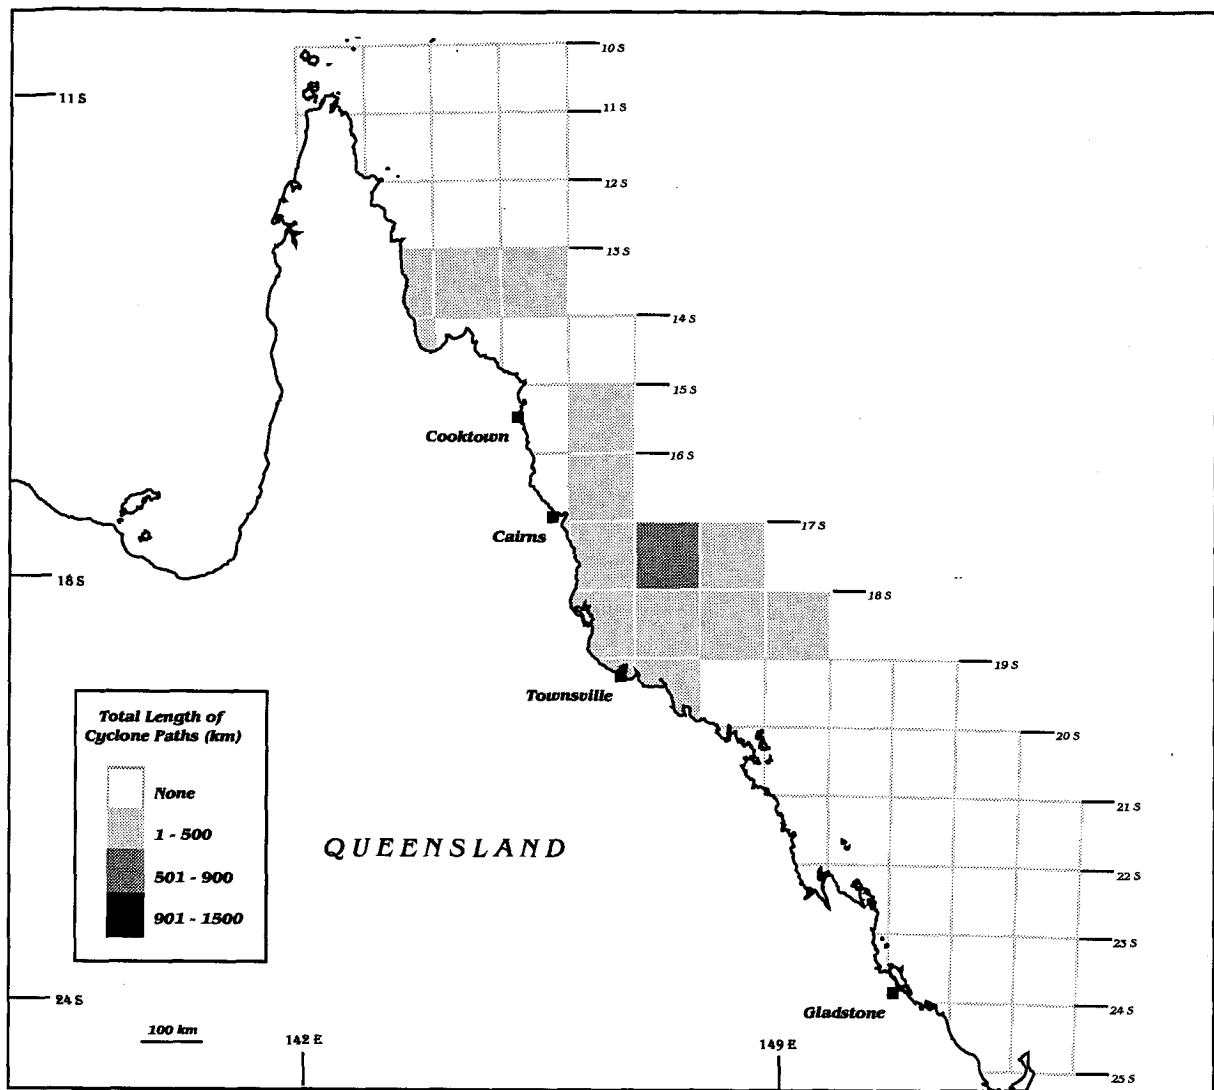 10 S
11 S
11 S
12 S
13 S
14 S
15 S
Cooktown
16 S
Cairns
17 S
18 S
18 S
19 S
Townsville
20 S
Total Length of
Cyclone Paths (km)
None
1 - 500
501 - 900
901 - 1500
21 S
QUEENSLAND
22 S
23 S
24 S
24 S
Gladstone
100 km
142 E
149 E
25 S